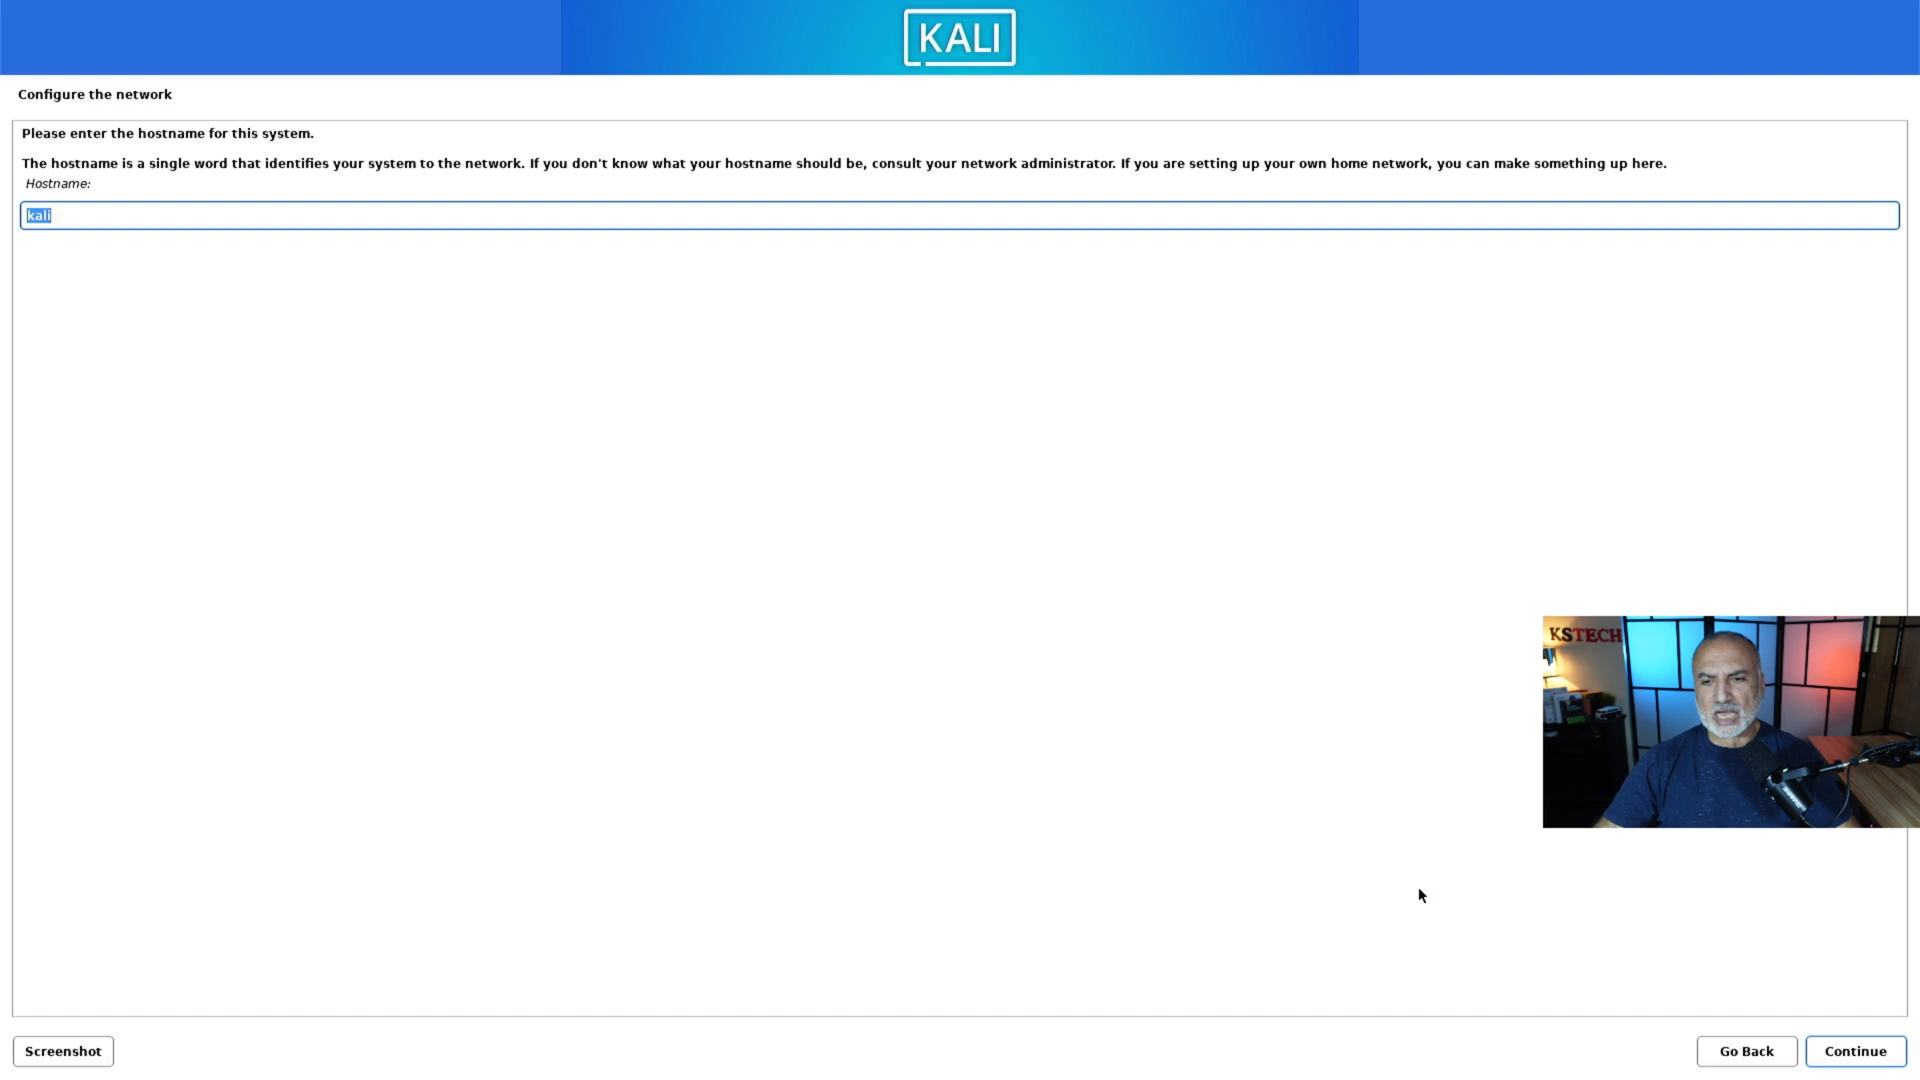 KALI
Configure the network
Please enter the hostname for this system.
The hostname is a single word that identifies your system to the network. If you don't know what your hostname should be, consult your network administrator. If you are setting up your own home network, you can make something up here.
Hostname:
kali
KSTECH
Screenshot
Go Back
Continue